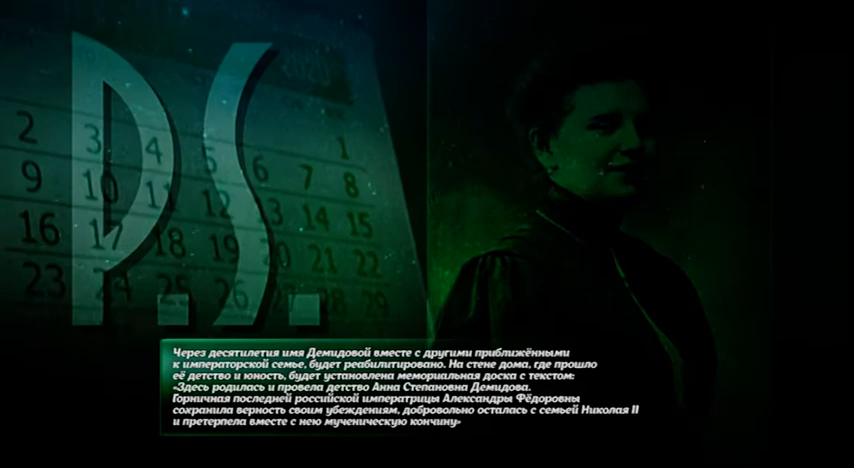 P.S.
1
2 3 4 5 6 7 8
9 10 11 12 13 14 15
16 17 18 19 20 21 22
23 24 25 26 28 29
Через десятилетия имя Демидовой вместе с другими приближёнными
к императорской семье, будет реабилитировано. На стене дома, где прошло
её детство и юность, будет установлена мемориальная доска с текстом:
«Здесь родилась и провела детство Анна Степановна Демидова.
Горничная последней российской императрицы Александры Фёдоровны
сохранила верность своим убеждениям, добровольно осталась с семьей Николая II
и претерпела вместе с нею мученическую кончину»